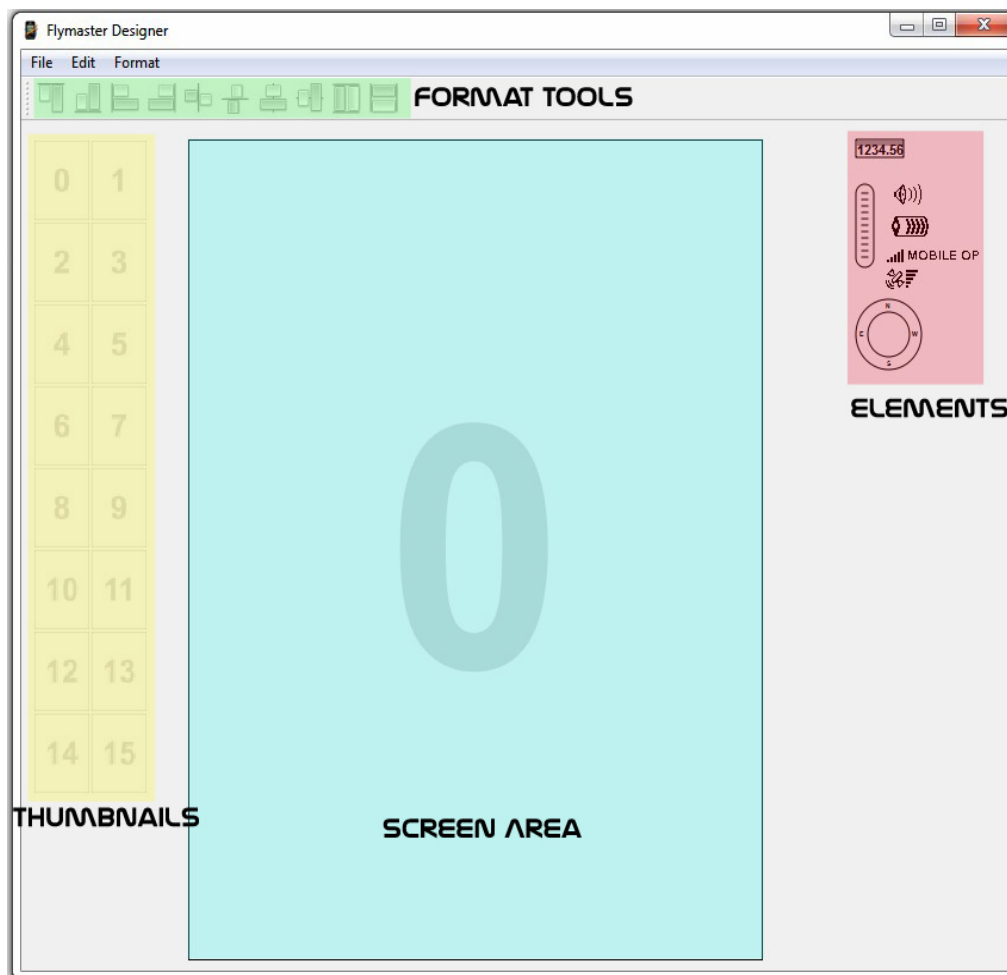 Flymaster Designer
File Edit Format
FORMAT TOOLS
0 1
2 3
4 5
6 7
8 9
10 11
12 13
14 15
THUMBNAILS
0
SCREEN AREA
1234.56
MOBILE OP
N
E W
S
ELEMENTS